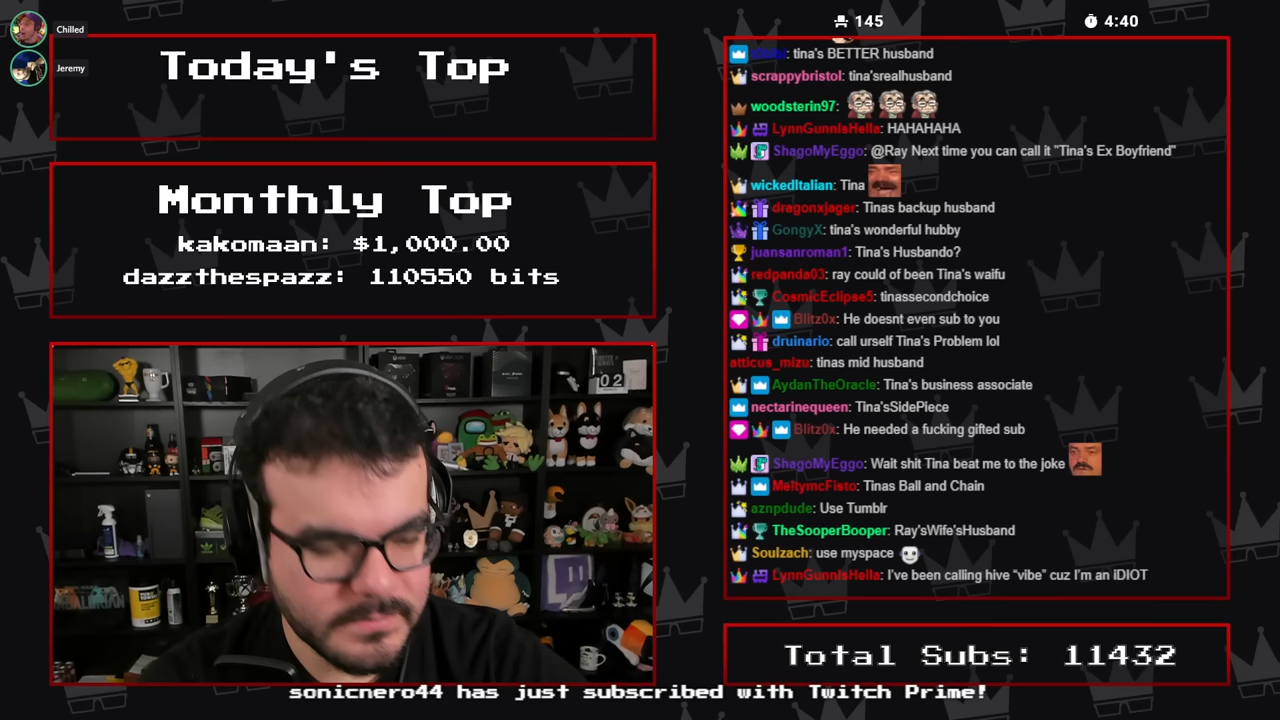 Chilled
Jeremy
145
4:40
Today's Top
Monthly Top
kakomaan: $1,000.00
dazzthespazz: 110550 bits
tina's BETTER husband
scrappybristol: tina'srealhusband
woodsterin97:
LynnGunnIsHella: HAHAHAHA
ShagoMyEggo: @Ray Next time you can call it "Tina's Ex Boyfriend"
wickedItalian: Tina
dragonxjager: Tinas backup husband
GongyX: tina's wonderful hubby
juansanroman1: Tina's Husbando?
redpanda03: ray could of been Tina's waifu
CosmicEclipse5: tinassecondchoice
Blitz0x: He doesnt even sub to you
druinario: call urself Tina's Problem lol
atticus_mizu: tinas mid husband
AydanTheOracle: Tina's business associate
nectarinequeen: Tina'sSidePiece
Blitz0x: He needed a fucking gifted sub
ShagoMyEggo: Wait shit Tina beat me to the joke
MeltymcFisto: Tinas Ball and Chain
aznpdude: Use Tumblr
TheSooperBooper: Ray'sWife'sHusband
Soulzach: use myspace
LynnGunnIsHella: I've been calling hive “vibe” cuz I'm an iDIOT
Total Subs: 11432
sonicnero44 has just subscribed with Twitch Prime!